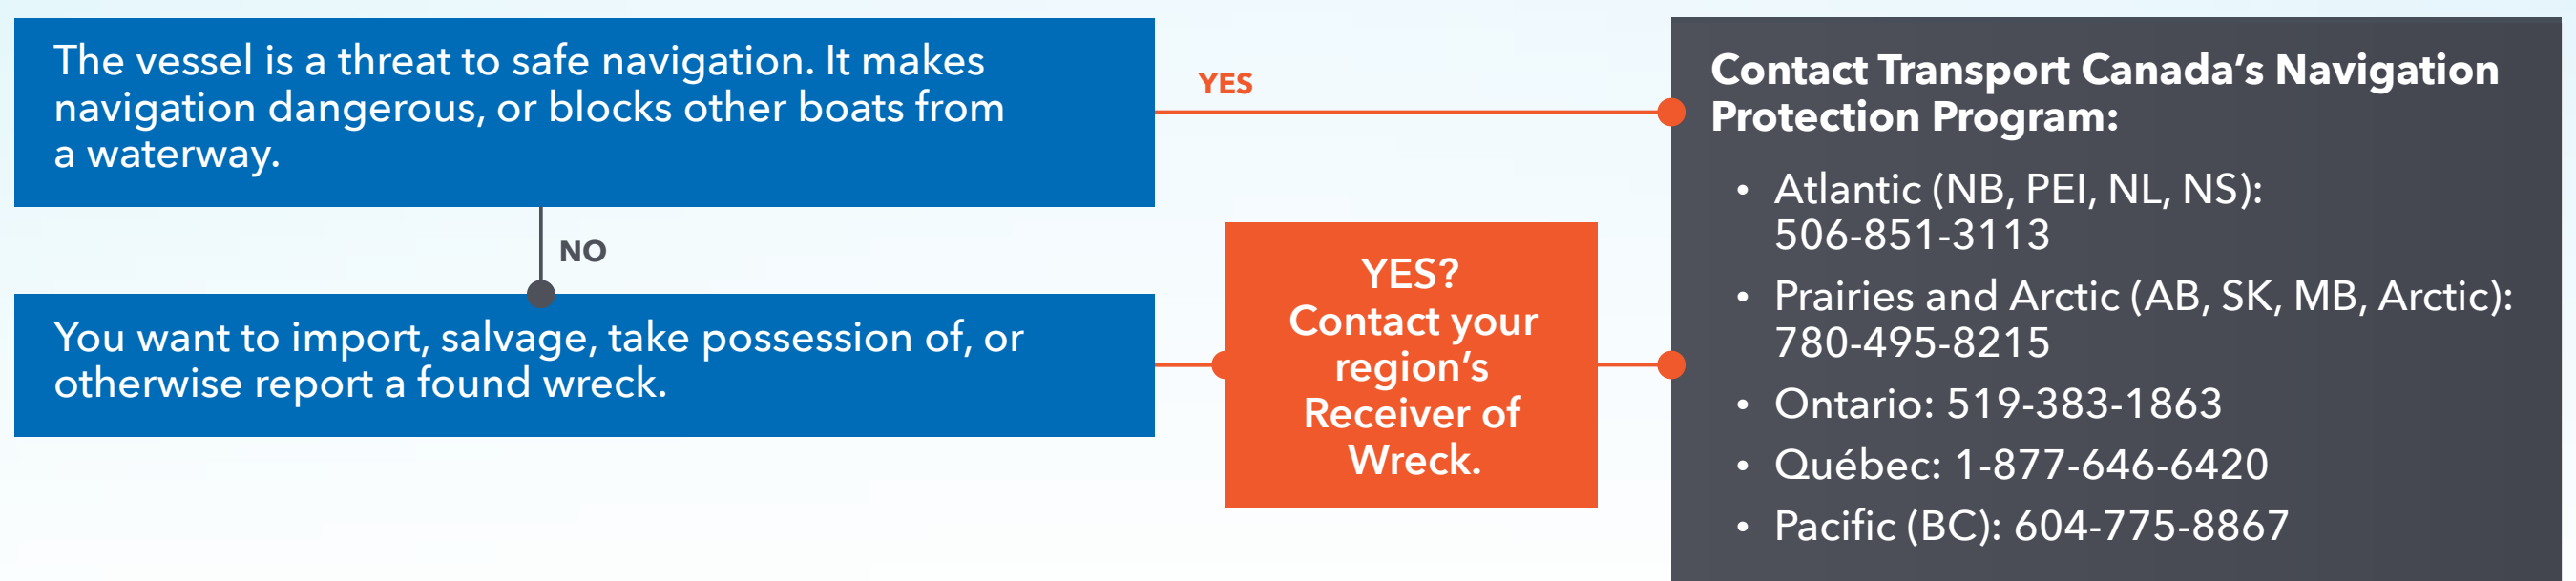 The vessel is a threat to safe navigation. It makes
navigation dangerous, or blocks other boats from
a waterway.
YES
NO
You want to import, salvage, take possession of, or
otherwise report a found wreck.
YES?
Contact your
region’s
Receiver of
Wreck.
Contact Transport Canada’s Navigation
Protection Program:
• Atlantic (NB, PEI, NL, NS):
506-851-3113
• Prairies and Arctic (AB, SK, MB, Arctic):
780-495-8215
• Ontario: 519-383-1863
• Québec: 1-877-646-6420
• Pacific (BC): 604-775-8867